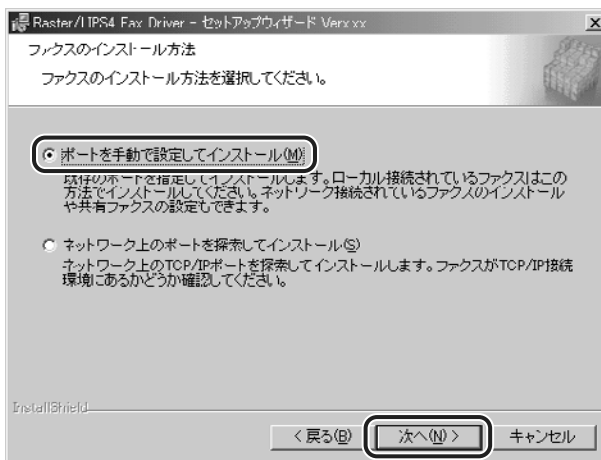 Raster/LIPS4 Fax Driver - セットアップウィザード Verx.xx
ファクスのインストール方法
ファクスのインストール方法を選択してください。
ポートを手動で設定してインストール(M)
既存のポートを指定してインストールします。ローカル接続されているファクスはこの
方法でインストールしてください。ネットワーク接続されているファクスのインストール
や共有ファクスの設定もできます。
ネットワーク上のポートを探索してインストール(S)
ネットワーク上のTCP/IPポートを探索してインストールします。ファクスがTCP/IP接続
環境にあるかどうか確認してください。
InstallShield
< 戻る(B)
次へ(N) >
キャンセル